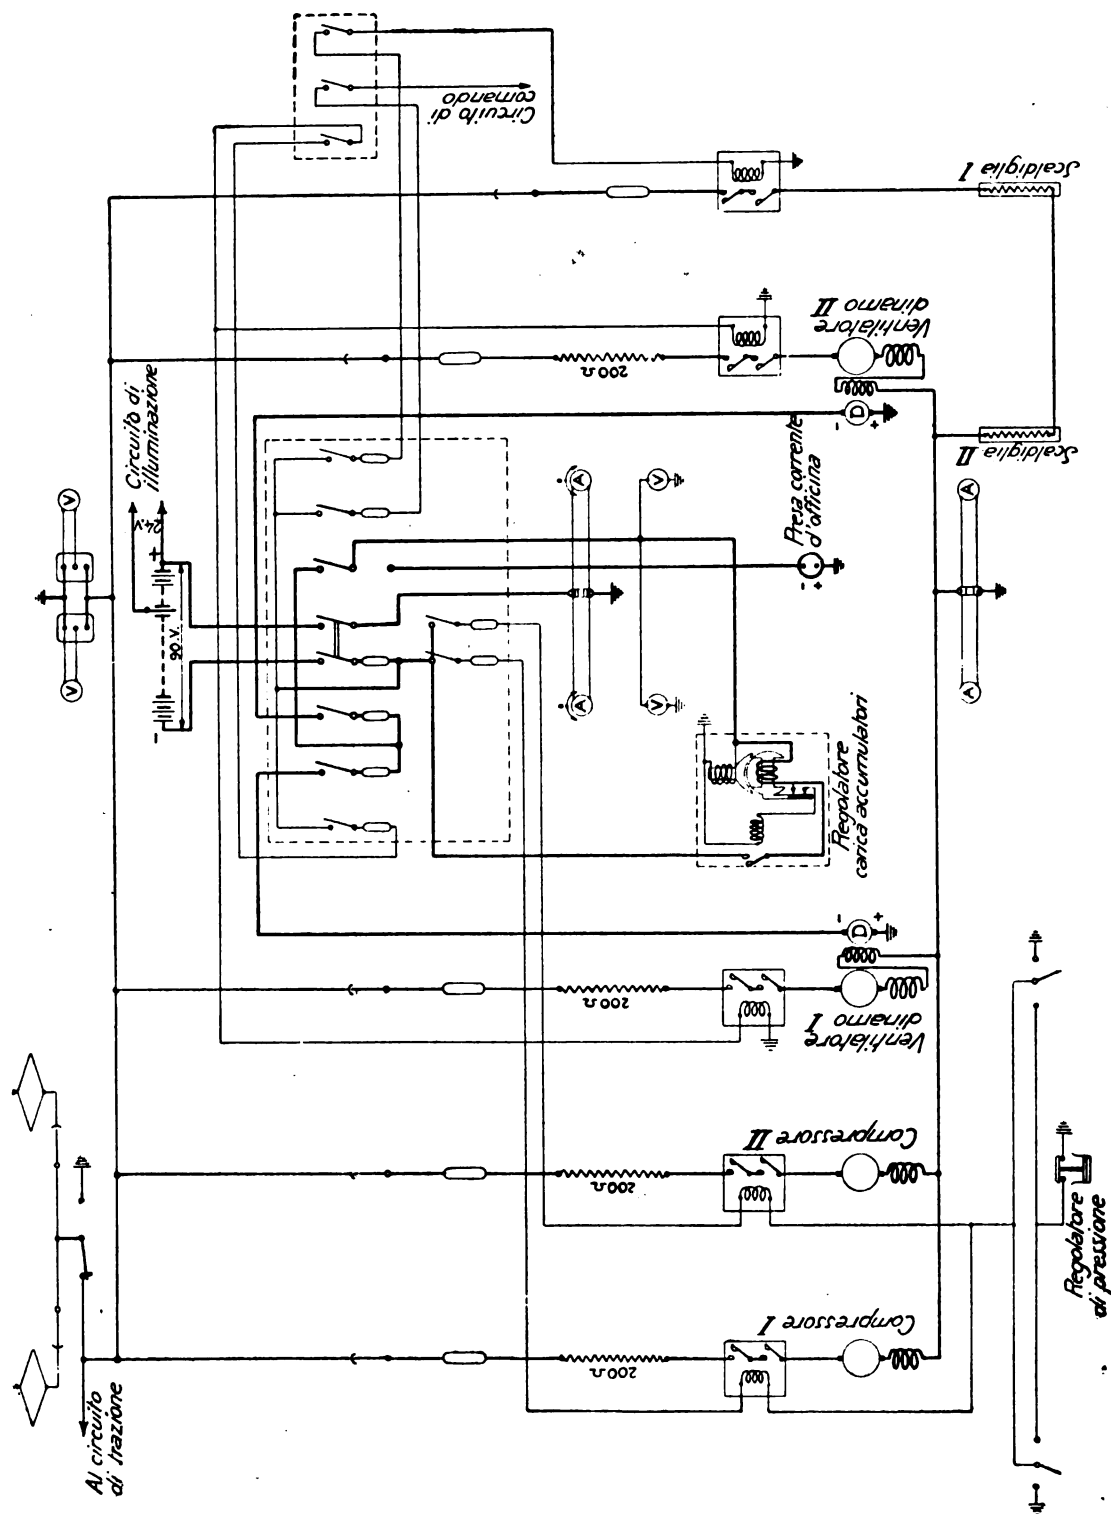 Circuito di
comando
Scaldiglia I
Ventilatore
dinamo II
200 Ω
Circuito di
illuminazione
24.V
+
90.V.
-
V
V
D
-
+
Scaldiglia II
Presa corrente
d'officina
-
+
A
A
V
V
A
A
Regolatore
carica accumulatori
D
-
+
Ventilatore
dinamo I
200 Ω
Compressore II
200 Ω
Compressore I
200 Ω
Regolatore
di pressione
Al circuito
di trazione